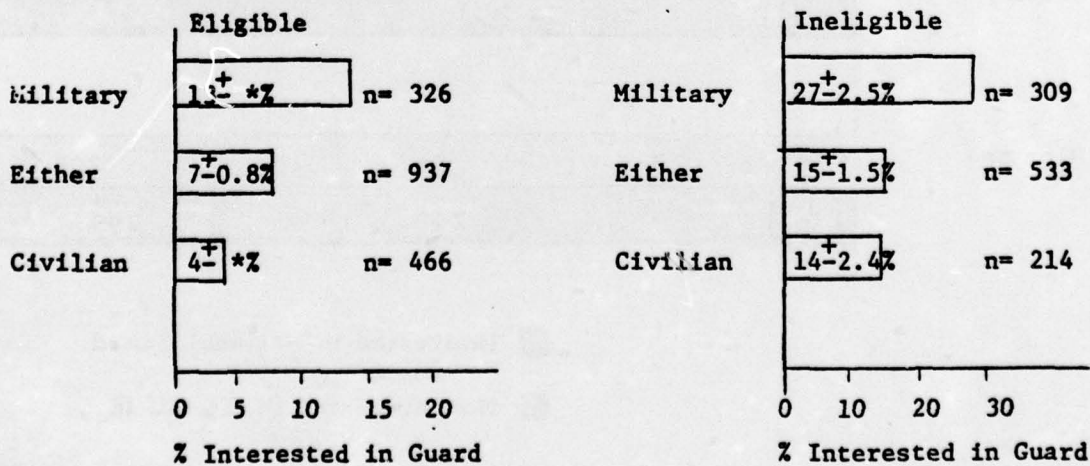 Eligible
Military 13± *% n= 326
Either 7±0.8% n= 937
Civilian 4± *% n= 466
0 5 10 15 20
% Interested in Guard
Ineligible
Military 27±2.5% n= 309
Either 15±1.5% n= 533
Civilian 14±2.4% n= 214
0 10 20 30
% Interested in Guard